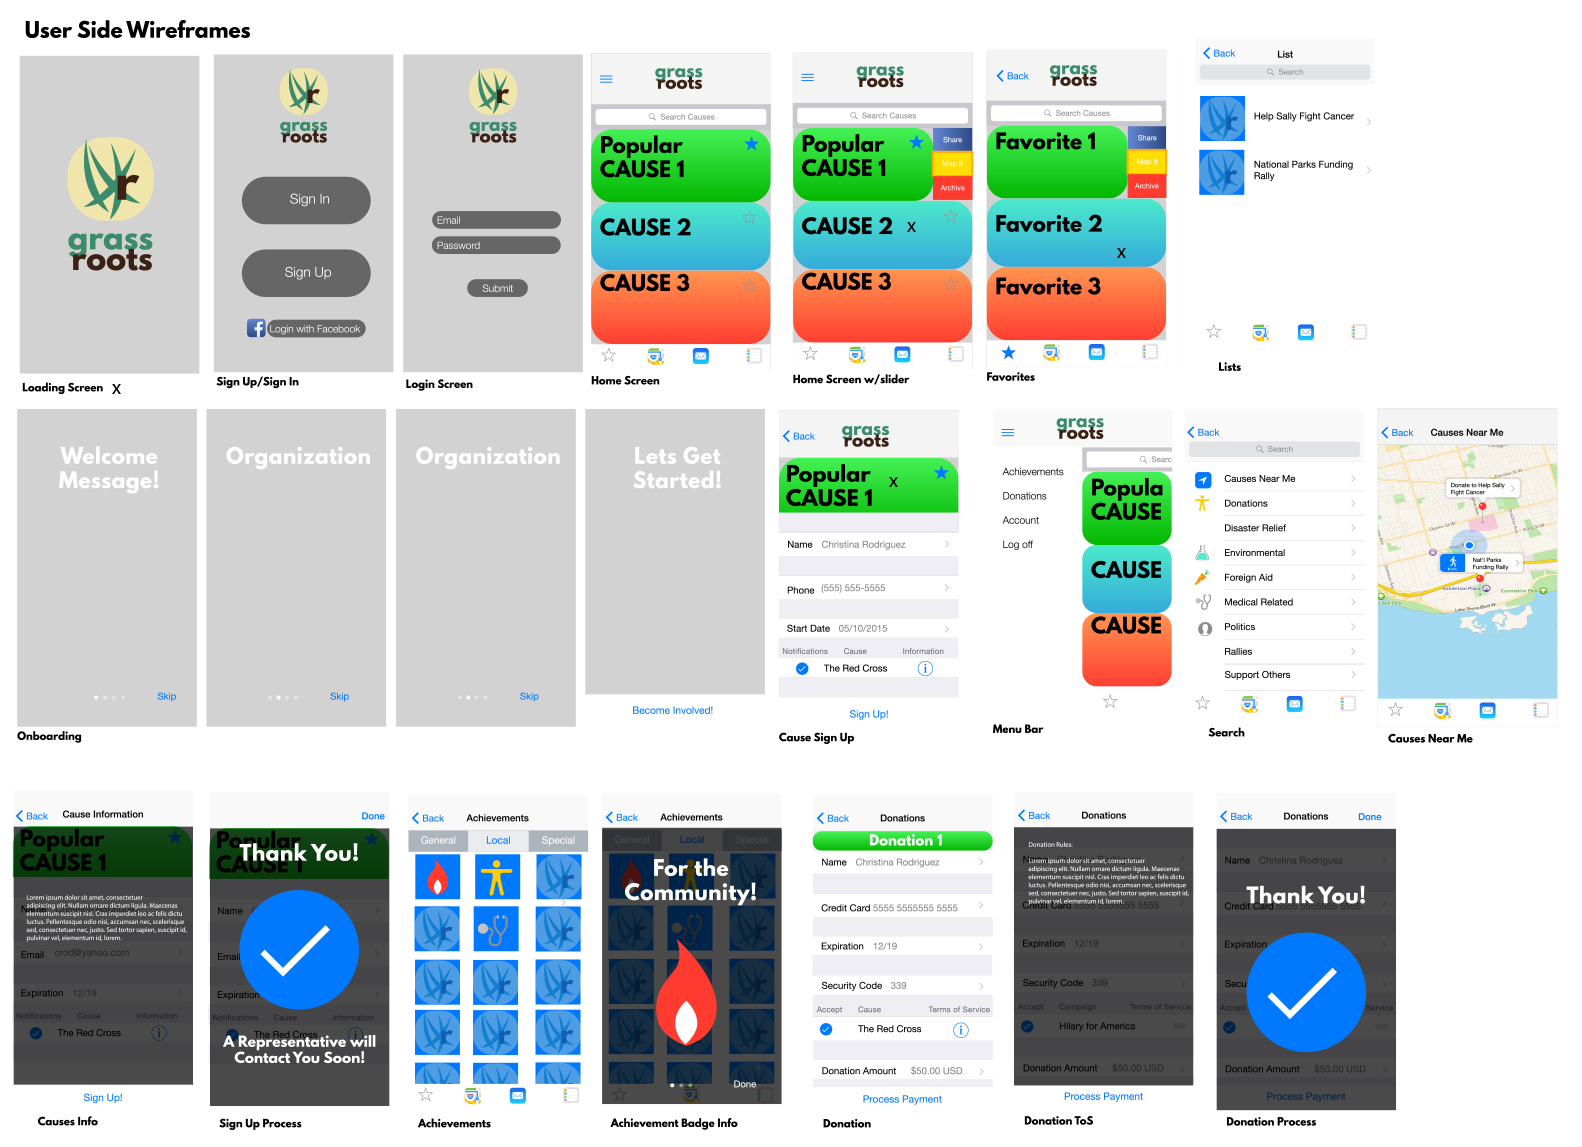 User Side Wireframes
r
grass
roots
Loading Screen X
r
grass
roots
Sign In
Sign Up
f Login with Facebook
Sign Up/Sign In
r
grass
roots
Email
Password
Submit
Login Screen
grass
roots
Search Causes
Popular
CAUSE 1
CAUSE 2
CAUSE 3
Home Screen
grass
roots
Search Causes
Popular
CAUSE 1
Share
Map It
Archive
CAUSE 2 X
CAUSE 3
Home Screen w/slider
Back
grass
roots
Search Causes
Favorite 1
Share
Map It
Archive
Favorite 2
X
Favorite 3
Favorites
Back List
Search
Help Sally Fight Cancer
National Parks Funding
Rally
Lists
Welcome
Message!
Skip
Onboarding
Organization
Skip
Organization
Skip
Lets Get
Started!
Become Involved!
Back
grass
roots
Popular X
CAUSE 1
Name Christina Rodriguez
Phone (555) 555-5555
Start Date 05/10/2015
Notifications Cause Information
The Red Cross
Sign Up!
Cause Sign Up
grass
roots
Achievements
Donations
Account
Log off
Searc
Popula
CAUSE
CAUSE
CAUSE
Menu Bar
Back
Search
Causes Near Me
Donations
Disaster Relief
Environmental
Foreign Aid
Medical Related
Politics
Rallies
Support Others
Search
Back Causes Near Me
Donate to Help Sally
Fight Cancer
Nat'l Parks
Funding Rally
Exhibition Place
Coronation Park
Lake Shore Blvd W
Causes Near Me
Back Cause Information
Popular
CAUSE 1
Lorem ipsum dolor sit amet, consectetuer
adipiscing elit. Nullam ornare dictum ligula. Maecenas
elementum suscipit nisl. Cras imperdiet leo ac felis dictu
luctus. Pellentesque odio nisi, accumsan nec, scelerisque
sed, consectetuer nec, justo. Sed tortor sapien, suscipit id,
pulvinar vel, elementum id, lorem.
Email crod@yahoo.com
Expiration 12/19
Notifications Cause Information
The Red Cross
Sign Up!
Causes Info
Done
Popular
CAUSE 1
Thank You!
Name
Email
Expiration
Notifications Cause Information
The Red Cross
A Representative will
Contact You Soon!
Sign Up Process
Back Achievements
General Local Special
Achievements
Back Achievements
General Local Special
For the
Community!
Done
Achievement Badge Info
Back Donations
Donation 1
Name Christina Rodriguez
Credit Card 5555 5555555 5555
Expiration 12/19
Security Code 339
Accept Cause Terms of Service
The Red Cross
Donation Amount $50.00 USD
Process Payment
Donation
Back Donations
Donation Rules:
Lorem ipsum dolor sit amet, consectetuer
adipiscing elit. Nullam ornare dictum ligula. Maecenas
elementum suscipit nisl. Cras imperdiet leo ac felis dictu
luctus. Pellentesque odio nisi, accumsan nec, scelerisque
sed, consectetuer nec, justo. Sed tortor sapien, suscipit id,
pulvinar vel, elementum id, lorem.
Credit Card 5555 5555555 5555
Expiration 12/19
Security Code 339
Accept Campaign Terms of Service
Hilary for America
Donation Amount $50.00 USD
Process Payment
Donation ToS
Back Donations Done
Name Christina Rodriguez
Thank You!
Credit Card 5555 5555555 5555
Expiration
Secu
Accept Service
Donation Amount $50.00 USD
Process Payment
Donation Process